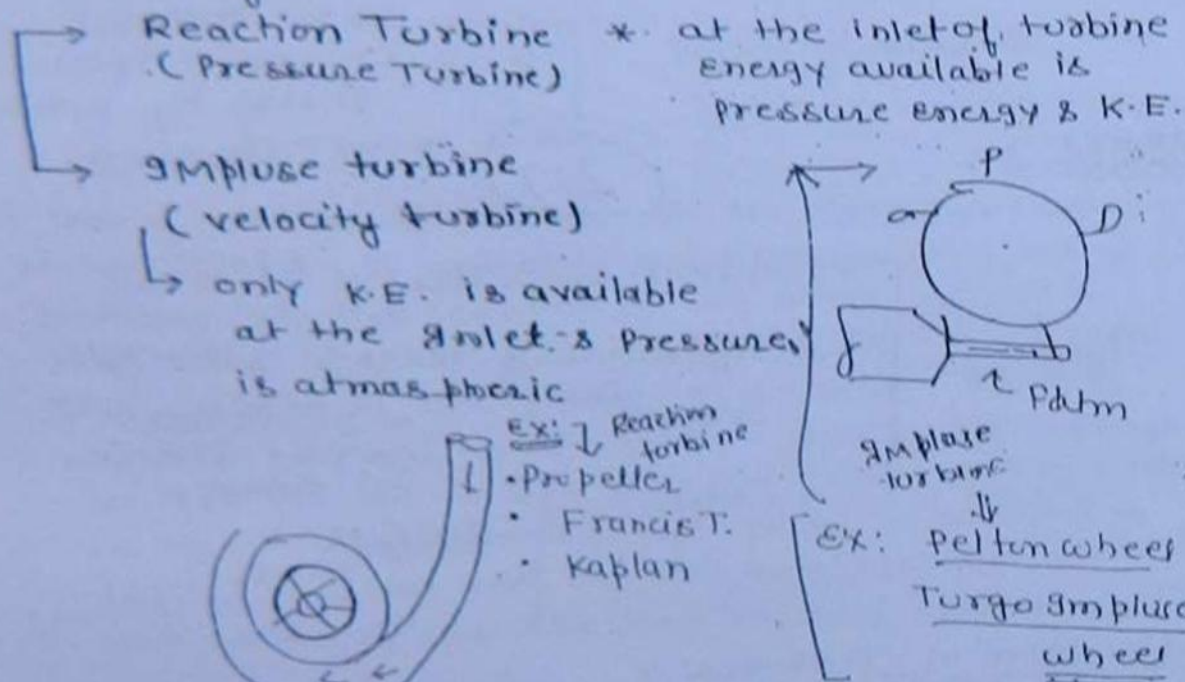 Reaction Turbine
(Pressure Turbine)
* at the inlet of turbine
Energy available is
pressure energy & K.E.
Impluse turbine
(velocity turbine)
↳ only K.E. is available
at the Inlet & Pressure
is atmaspheric
P
D
Patm
Ex: Reaction
turbine
• Propeller
• Francis T.
• Kaplan
Impluse
turbine
Ex: Pelton wheel
Turgo Impluse
wheel